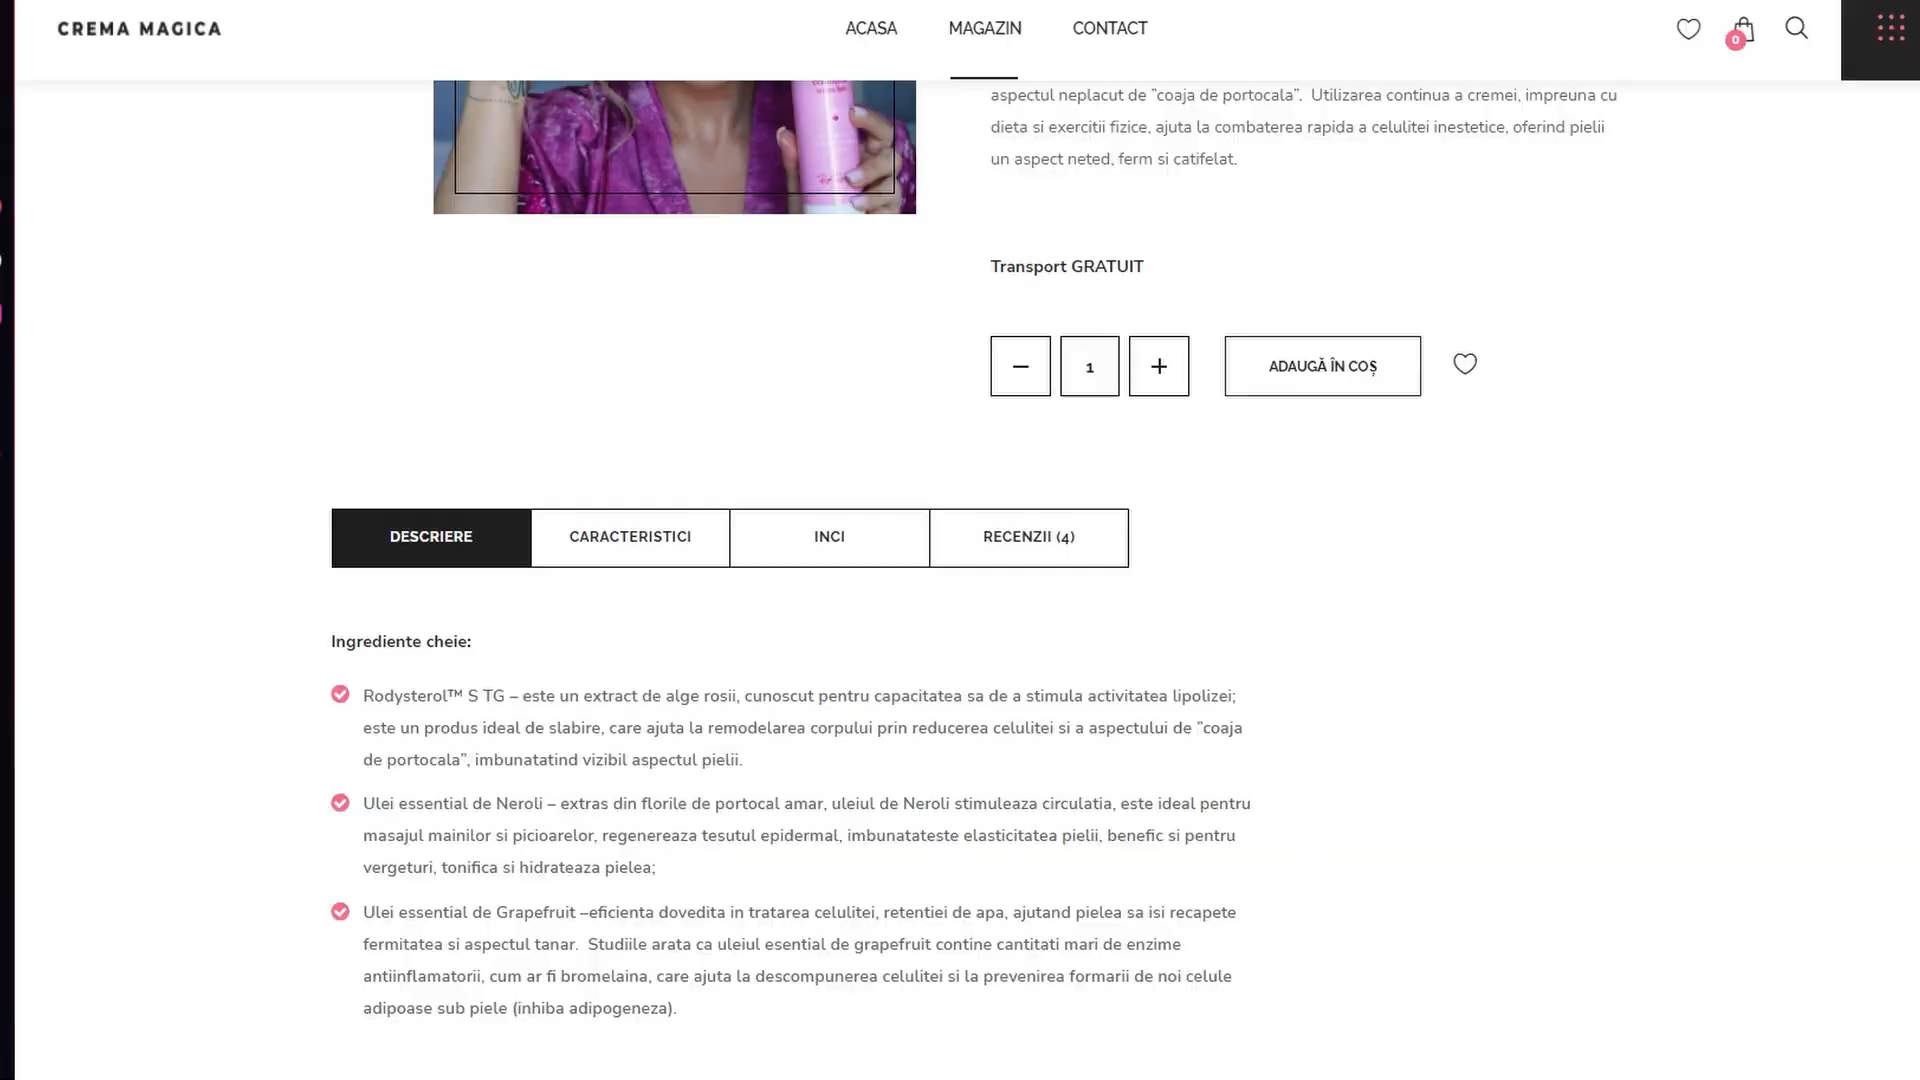 CREMA MAGICA
ACASA
MAGAZIN
CONTACT
0
aspectul neplacut de ”coaja de portocala”. Utilizarea continua a cremei, impreuna cu
dieta si exercitii fizice, ajuta la combaterea rapida a celulitei inestetice, oferind pielii
un aspect neted, ferm si catifelat.
Transport GRATUIT
1
ADAUGĂ ÎN COȘ
DESCRIERE
CARACTERISTICI
INCI
RECENZII (4)
Ingrediente cheie:
Rodysterol™ S TG – este un extract de alge rosii, cunoscut pentru capacitatea sa de a stimula activitatea lipolizei;
este un produs ideal de slabire, care ajuta la remodelarea corpului prin reducerea celulitei si a aspectului de ”coaja
de portocala”, imbunatatind vizibil aspectul pielii.
Ulei essential de Neroli – extras din florile de portocal amar, uleiul de Neroli stimuleaza circulatia, este ideal pentru
masajul mainilor si picioarelor, regenereaza tesutul epidermal, imbunatateste elasticitatea pielii, benefic si pentru
vergeturi, tonifica si hidrateaza pielea;
Ulei essential de Grapefruit –eficienta dovedita in tratarea celulitei, retentiei de apa, ajutand pielea sa isi recapete
fermitatea si aspectul tanar. Studiile arata ca uleiul esential de grapefruit contine cantitati mari de enzime
antiinflamatorii, cum ar fi bromelaina, care ajuta la descompunerea celulitei si la prevenirea formarii de noi celule
adipoase sub piele (inhiba adipogeneza).